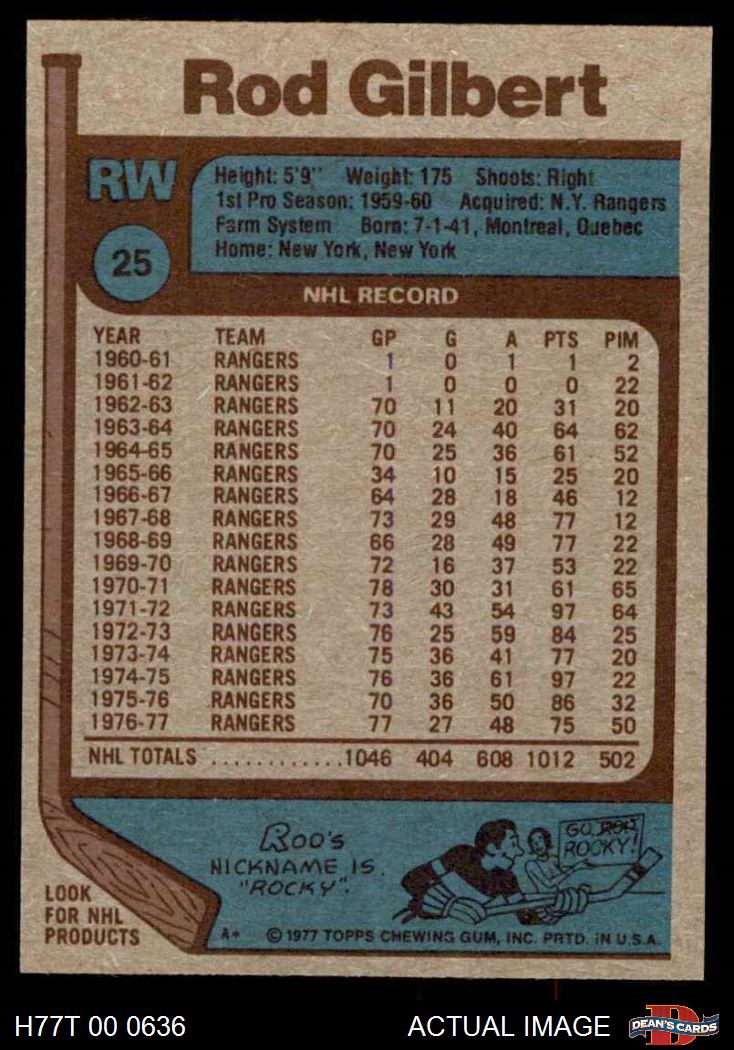 Rod Gilbert
RW
Height: 5'9" Weight: 175 Shoots: Right
1st Pro Season: 1959-60 Acquired: N.Y. Rangers
Farm System Born: 7-1-41, Montreal, Quebec
Home: New York, New York
25
NHL RECORD
YEAR TEAM GP G A PTS PIM
1960-61 RANGERS 1 0 1 1 2
1961-62 RANGERS 1 0 0 0 22
1962-63 RANGERS 70 11 20 31 20
1963-64 RANGERS 70 24 40 64 62
1964-65 RANGERS 70 25 36 61 52
1965-66 RANGERS 34 10 15 25 20
1966-67 RANGERS 64 28 18 46 12
1967-68 RANGERS 73 29 48 77 12
1968-69 RANGERS 66 28 49 77 22
1969-70 RANGERS 72 16 37 53 22
1970-71 RANGERS 78 30 31 61 65
1971-72 RANGERS 73 43 54 97 64
1972-73 RANGERS 76 25 59 84 25
1973-74 RANGERS 75 36 41 77 20
1974-75 RANGERS 76 36 61 97 22
1975-76 RANGERS 70 36 50 86 32
1976-77 RANGERS 77 27 48 75 50
NHL TOTALS ............1046 404 608 1012 502
ROD'S
NICKNAME IS
"ROCKY".
GO, ROD!
ROCKY!
LOOK
FOR NHL
PRODUCTS
A* © 1977 TOPPS CHEWING GUM, INC. PRTD. IN U.S.A.
H77T 00 0636 ACTUAL IMAGE
D
DEAN'S CARDS